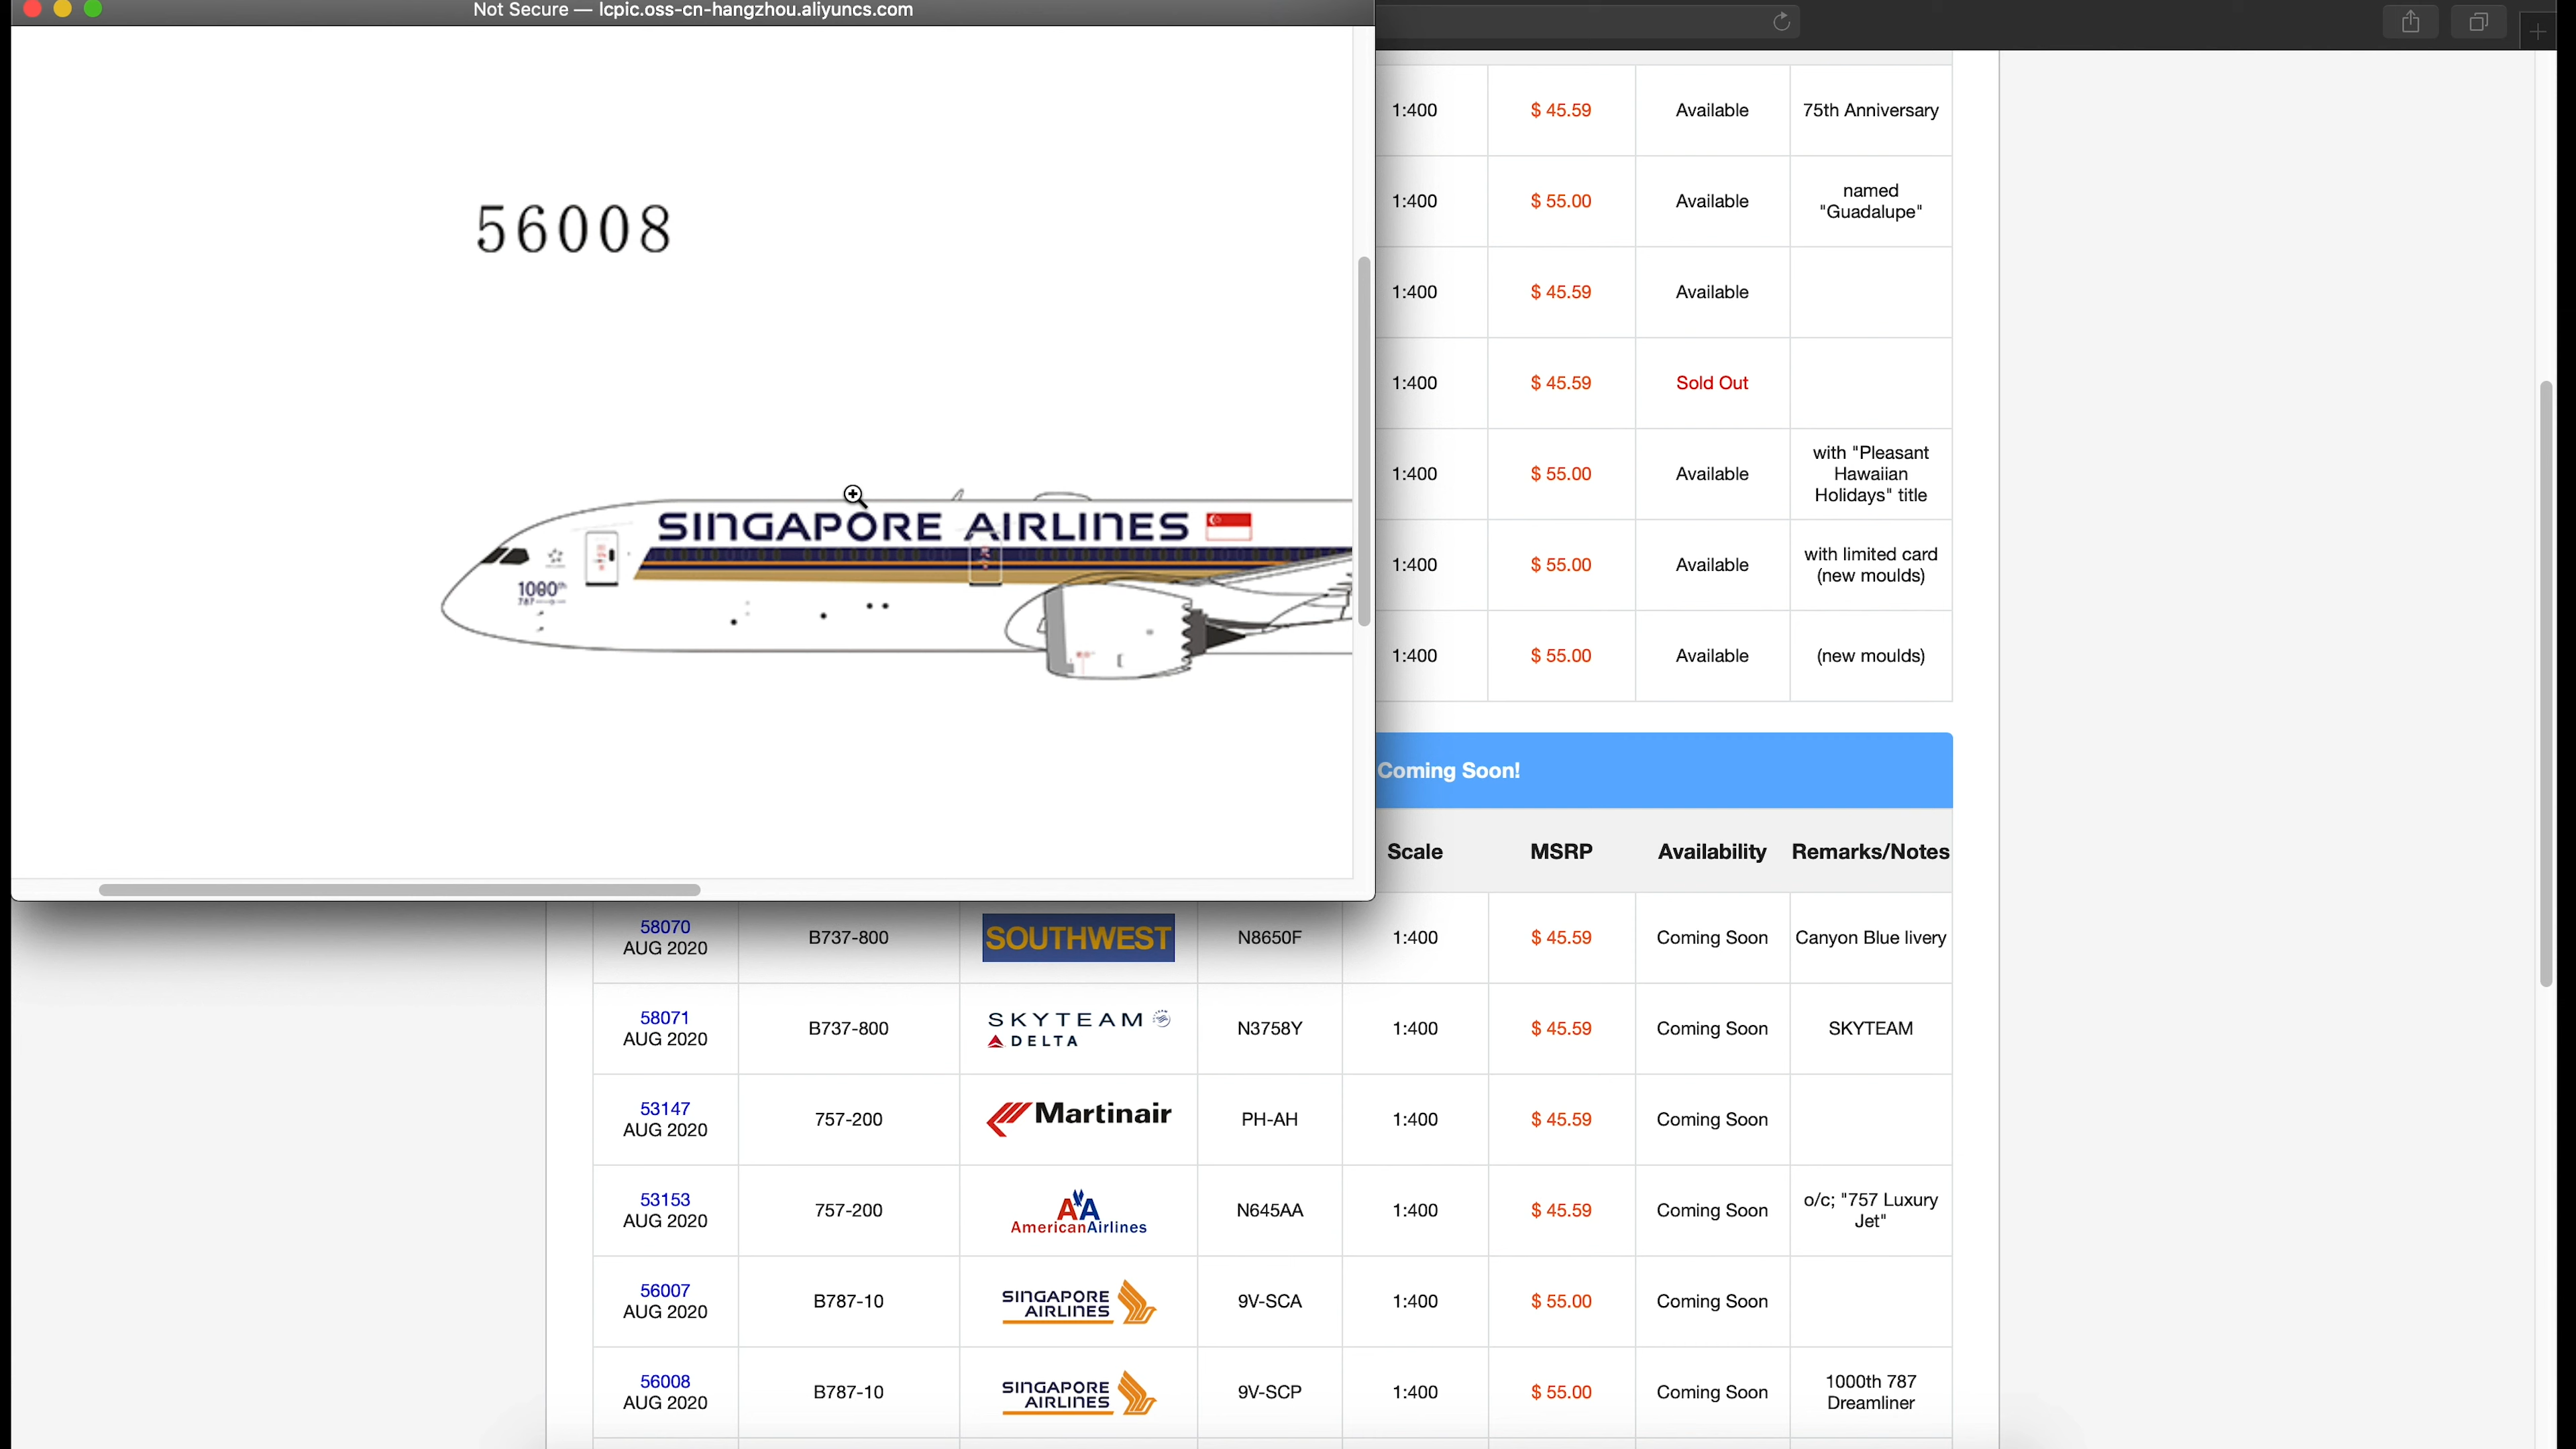 Not Secure — lcpic.oss-cn-hangzhou.aliyuncs.com
56008
SINGAPORE AIRLINES
1000th
787
1:400 $ 45.59 Available 75th Anniversary
1:400 $ 55.00 Available named "Guadalupe"
1:400 $ 45.59 Available
1:400 $ 45.59 Sold Out
1:400 $ 55.00 Available with "Pleasant Hawaiian Holidays" title
1:400 $ 55.00 Available with limited card (new moulds)
1:400 $ 55.00 Available (new moulds)
Coming Soon!
Scale MSRP Availability Remarks/Notes
58070 AUG 2020 B737-800 SOUTHWEST N8650F 1:400 $ 45.59 Coming Soon Canyon Blue livery
58071 AUG 2020 B737-800 SKYTEAM DELTA N3758Y 1:400 $ 45.59 Coming Soon SKYTEAM
53147 AUG 2020 757-200 Martinair PH-AH 1:400 $ 45.59 Coming Soon
53153 AUG 2020 757-200 AA AmericanAirlines N645AA 1:400 $ 45.59 Coming Soon o/c; "757 Luxury Jet"
56007 AUG 2020 B787-10 SINGAPORE AIRLINES 9V-SCA 1:400 $ 55.00 Coming Soon
56008 AUG 2020 B787-10 SINGAPORE AIRLINES 9V-SCP 1:400 $ 55.00 Coming Soon 1000th 787 Dreamliner